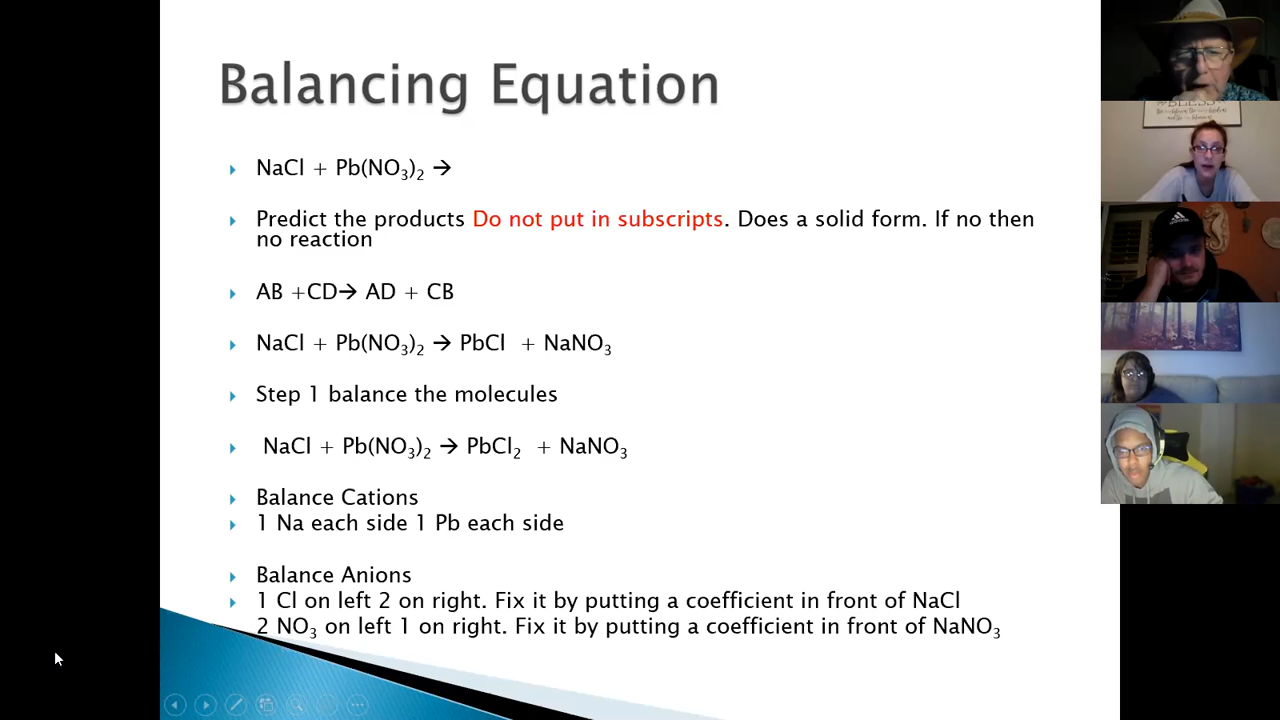 Balancing Equation
NaCl + Pb(NO₃)₂ →
Predict the products Do not put in subscripts. Does a solid form. If no then
no reaction
AB +CD→ AD + CB
NaCl + Pb(NO₃)₂ → PbCl + NaNO₃
Step 1 balance the molecules
NaCl + Pb(NO₃)₂ → PbCl₂ + NaNO₃
Balance Cations
1 Na each side 1 Pb each side
Balance Anions
1 Cl on left 2 on right. Fix it by putting a coefficient in front of NaCl
2 NO₃ on left 1 on right. Fix it by putting a coefficient in front of NaNO₃